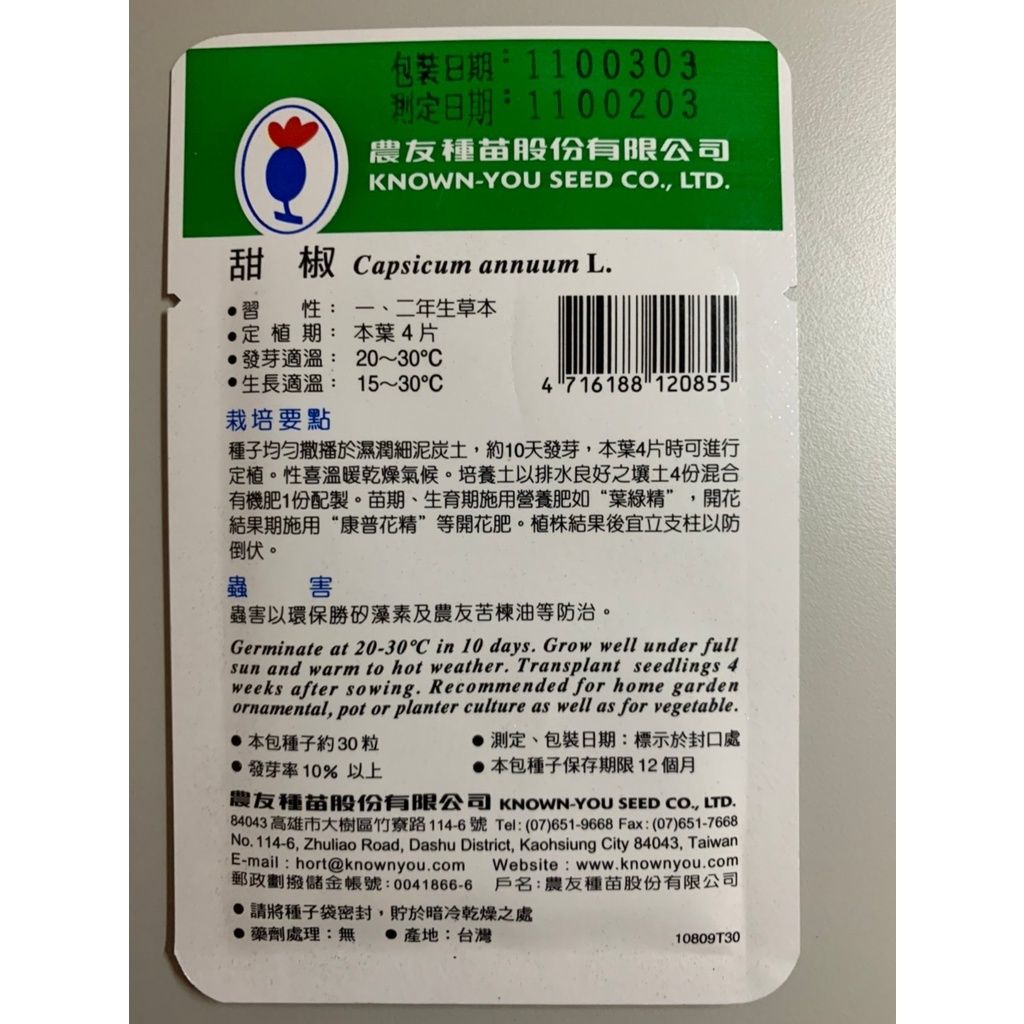 包裝日期：1100303
測定日期：1100203
農友種苗股份有限公司
KNOWN-YOU SEED CO., LTD.
甜 椒 Capsicum annuum L.
●習 性： 一、二年生草本
●定 植 期： 本葉 4 片
●發芽適溫： 20～30℃
●生長適溫： 15～30℃
4 716188 120855
栽培要點
種子均勻撒播於濕潤細泥炭土，約10天發芽，本葉4片時可進行
定植。性喜溫暖乾燥氣候。培養土以排水良好之壤土4份混合
有機肥1份配製。苗期、生育期施用營養肥如“葉綠精”，開花
結果期施用“康普花精”等開花肥。植株結果後宜立支柱以防
倒伏。
蟲 害
蟲害以環保勝矽藻素及農友苦楝油等防治。
Germinate at 20-30℃ in 10 days. Grow well under full
sun and warm to hot weather. Transplant seedlings 4
weeks after sowing. Recommended for home garden
ornamental, pot or planter culture as well as for vegetable.
●本包種子約30粒 ●測定、包裝日期：標示於封口處
●發芽率10% 以上 ●本包種子保存期限12個月
農友種苗股份有限公司 KNOWN-YOU SEED CO., LTD.
84043 高雄市大樹區竹寮路114-6 號 Tel: (07)651-9668 Fax: (07)651-7668
No. 114-6, Zhuliao Road, Dashu District, Kaohsiung City 84043, Taiwan
E-mail : hort@knownyou.com Website : www.knownyou.com
郵政劃撥儲金帳號：0041866-6 戶名：農友種苗股份有限公司
●請將種子袋密封，貯於暗冷乾燥之處
●藥劑處理：無 ●產地：台灣 10809T30